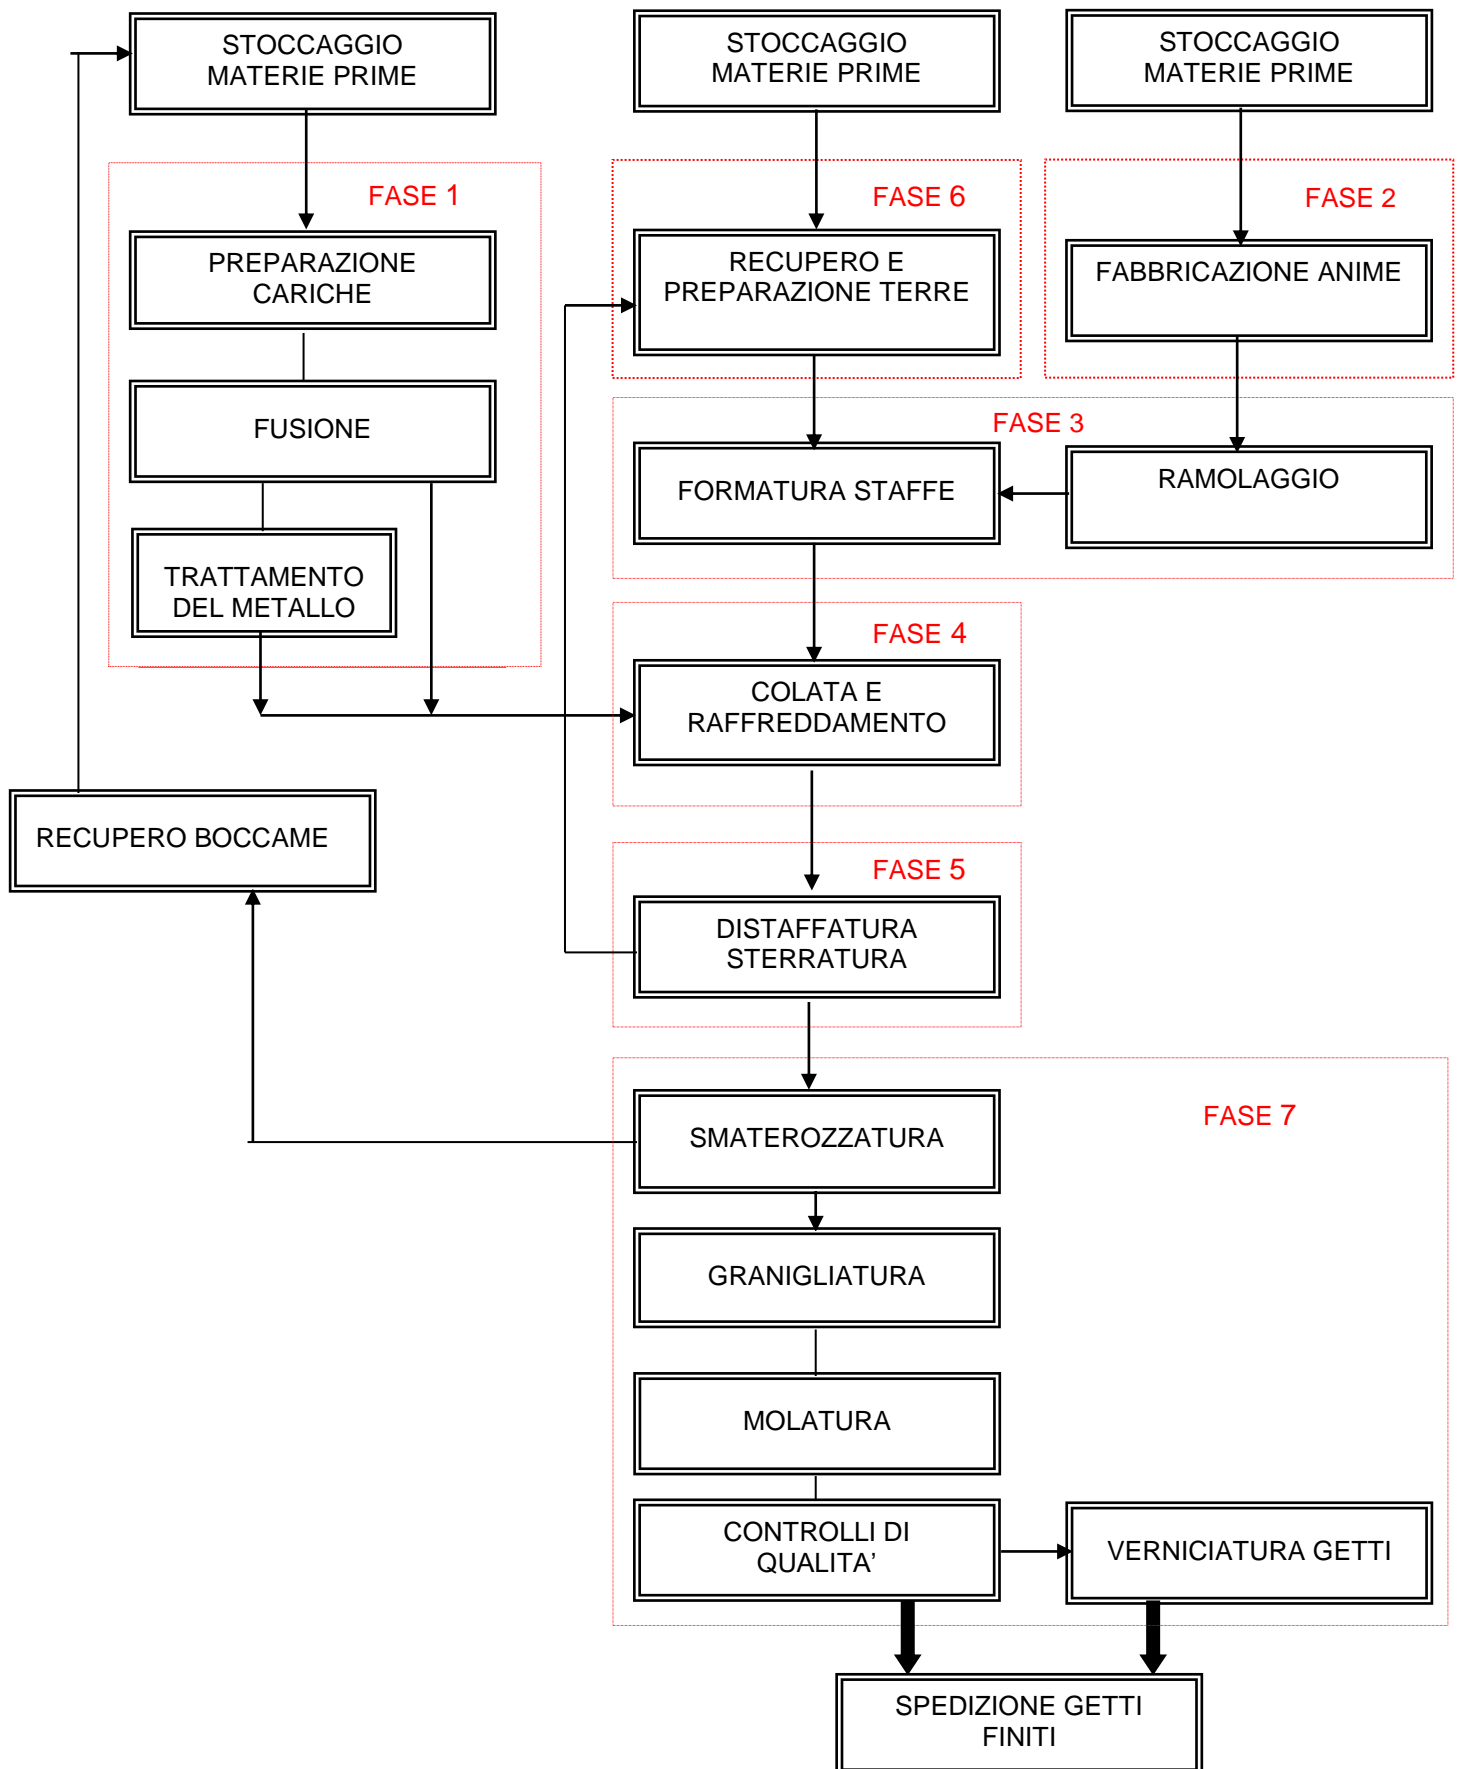 STOCCAGGIO
MATERIE PRIME
STOCCAGGIO
MATERIE PRIME
STOCCAGGIO
MATERIE PRIME
FASE 1
FASE 6
FASE 2
PREPARAZIONE
CARICHE
RECUPERO E
PREPARAZIONE TERRE
FABBRICAZIONE ANIME
FUSIONE
FASE 3
FORMATURA STAFFE
RAMOLAGGIO
TRATTAMENTO
DEL METALLO
FASE 4
COLATA E
RAFFREDDAMENTO
RECUPERO BOCCAME
FASE 5
DISTAFFATURA
STERRATURA
FASE 7
SMATEROZZATURA
GRANIGLIATURA
MOLATURA
CONTROLLI DI
QUALITA’
VERNICIATURA GETTI
SPEDIZIONE GETTI
FINITI